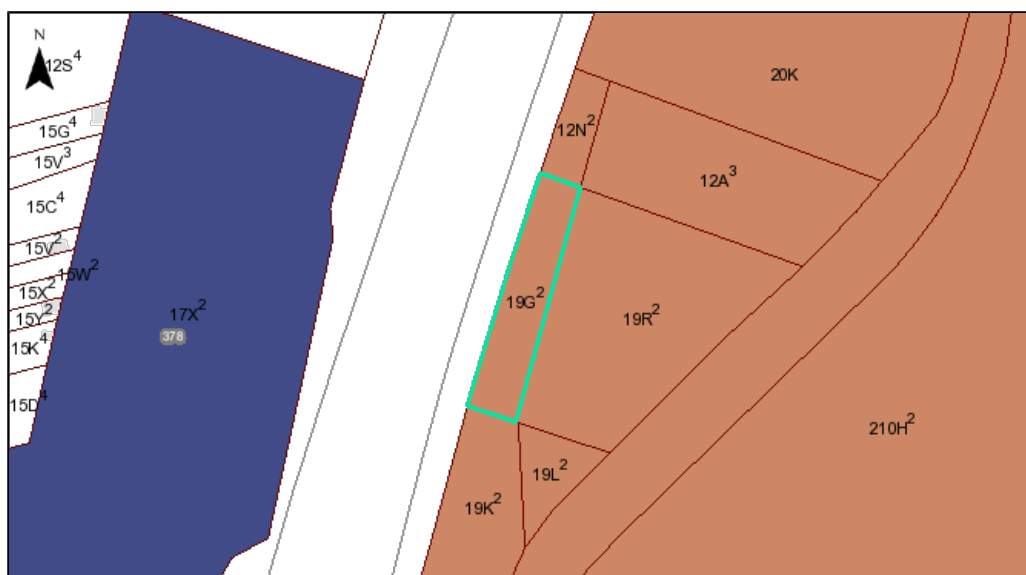 N
12S⁴
15G⁴
15V³
15C⁴
15V²
15W²
15X²
15Y²
15K⁴
15D⁴
17X²
378
20K
12N²
12A³
19G²
19R²
210H²
19L²
19K²